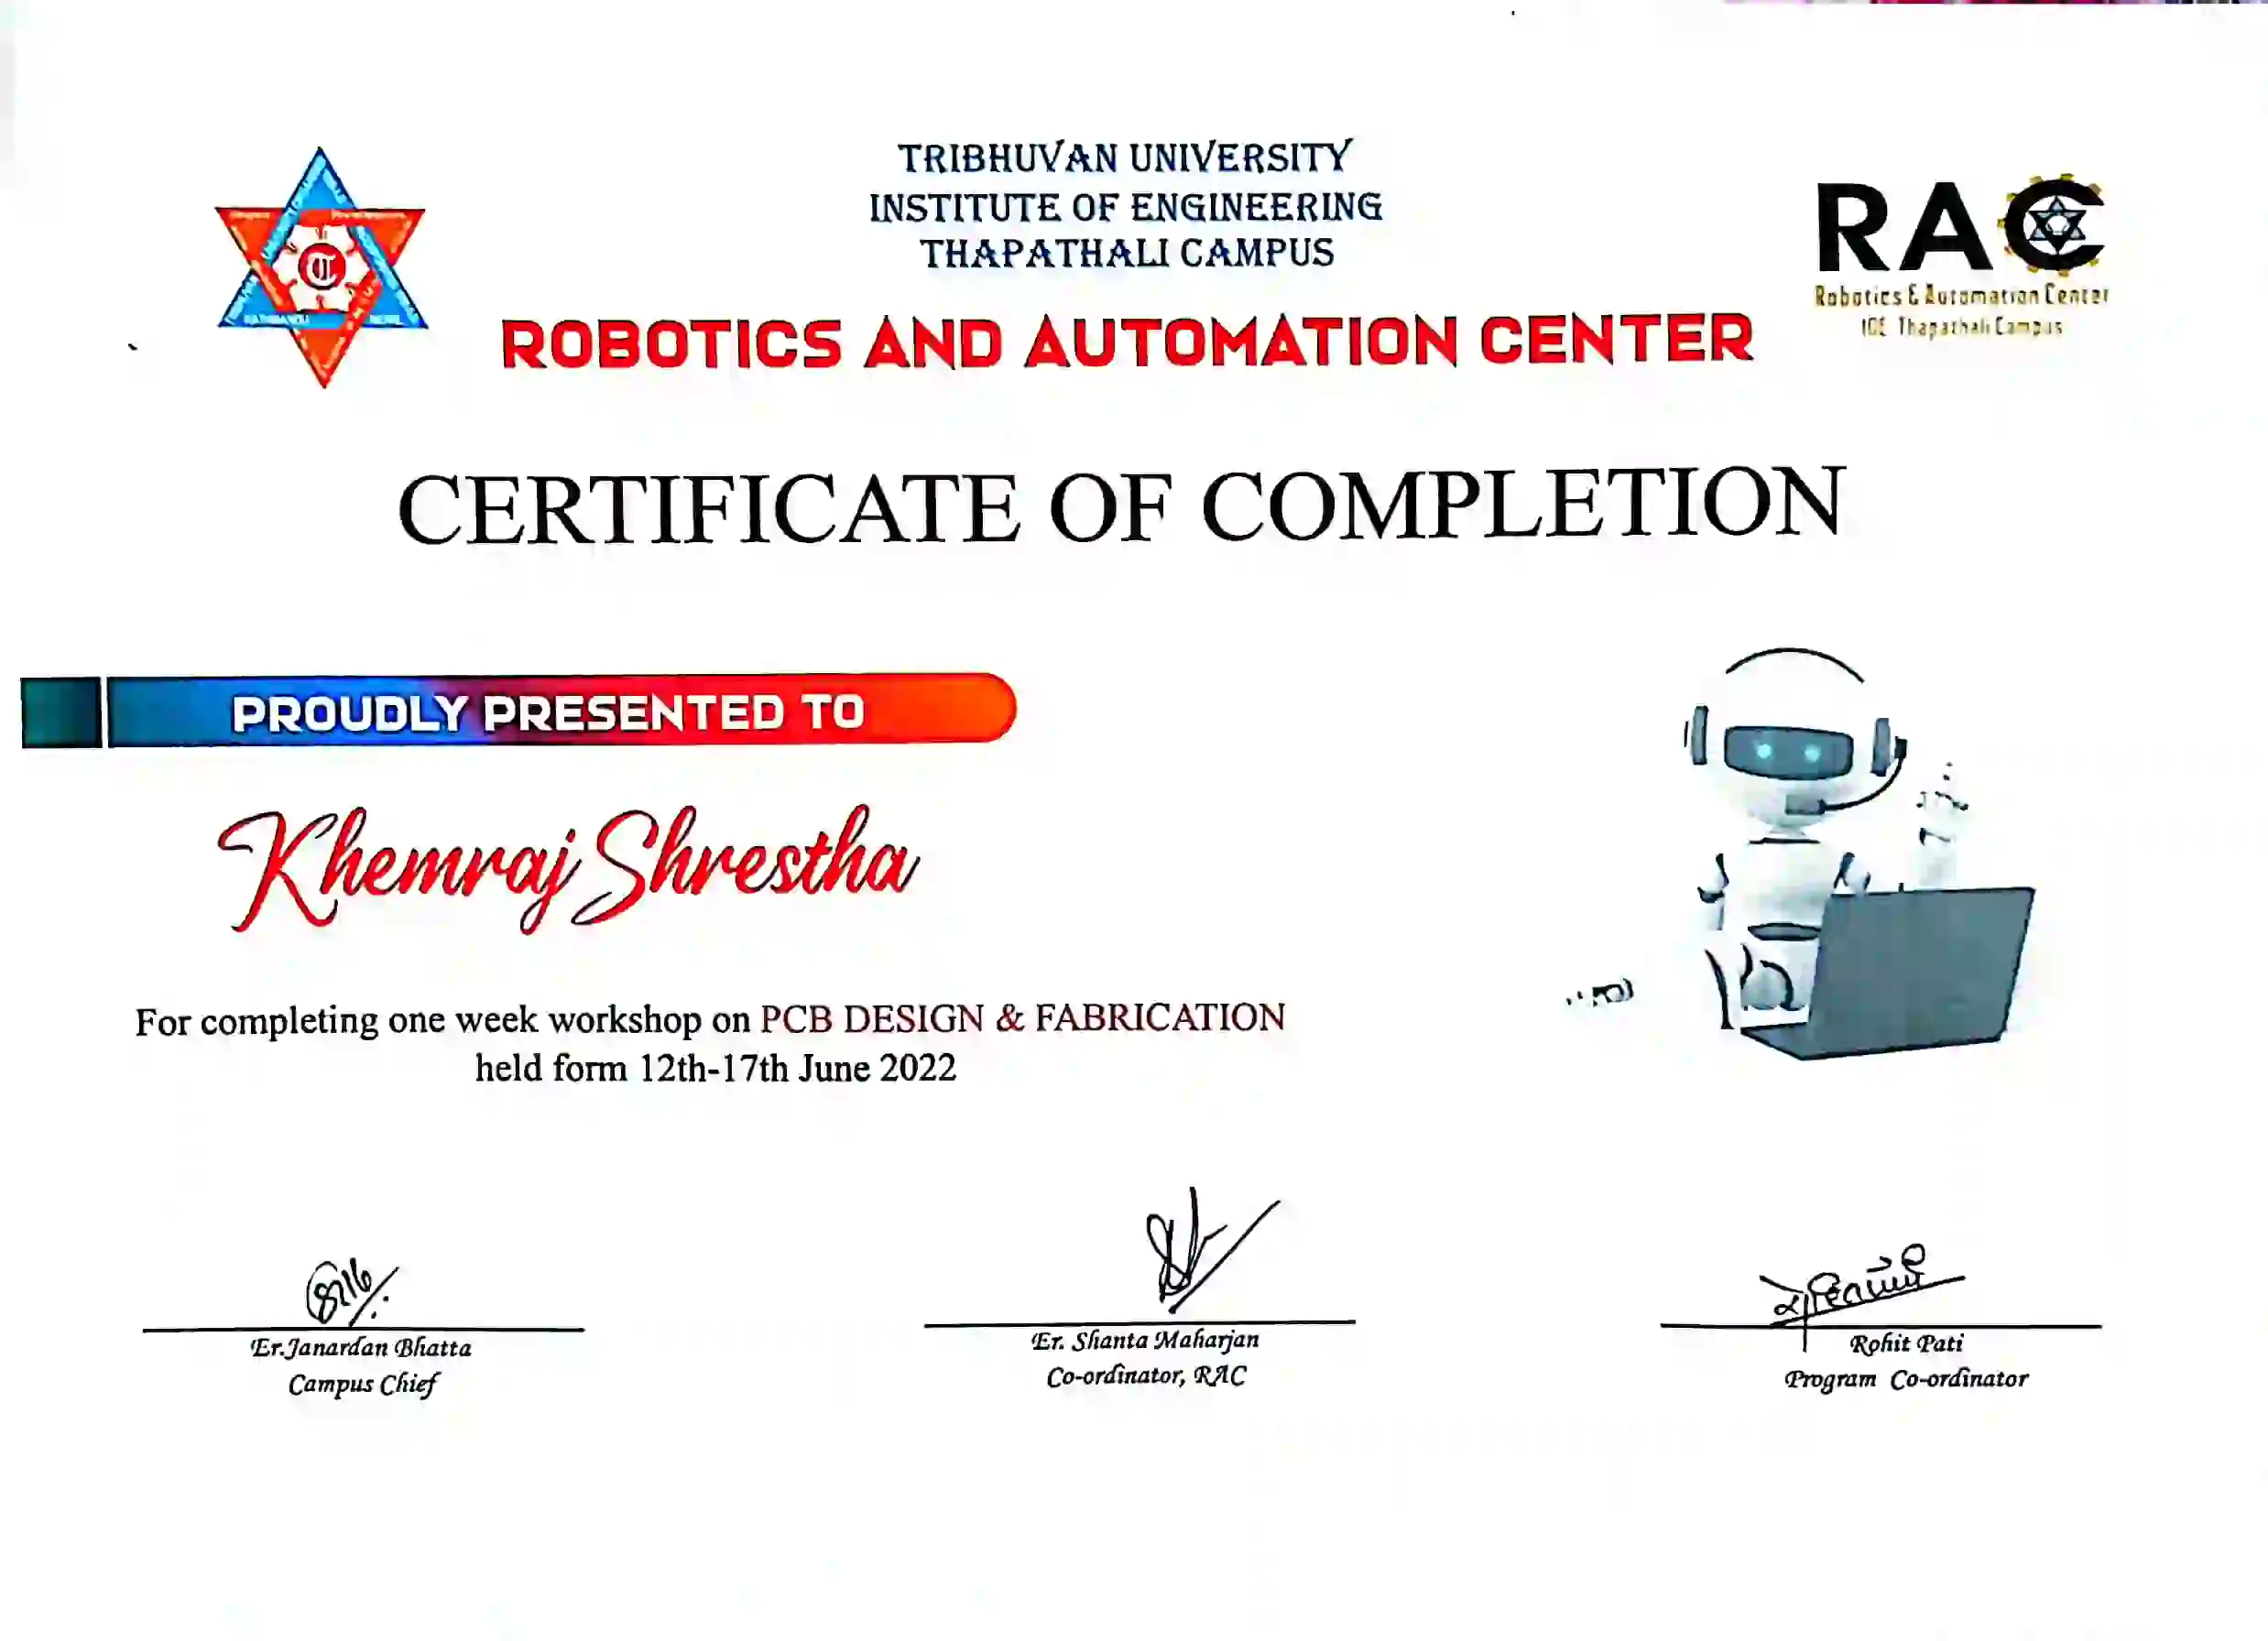 TRIBHUVAN UNIVERSITY
INSTITUTE OF ENGINEERING
THAPATHALI CAMPUS
ROBOTICS AND AUTOMATION CENTER
RAC
Robotics & Automation Center
IOE Thapathali Campus
CERTIFICATE OF COMPLETION
PROUDLY PRESENTED TO
Khemraj Shrestha
For completing one week workshop on PCB DESIGN & FABRICATION
held form 12th-17th June 2022
Er.Janardan Bhatta
Campus Chief
Er. Shanta Maharjan
Co-ordinator, RAC
Rohit Pati
Program Co-ordinator